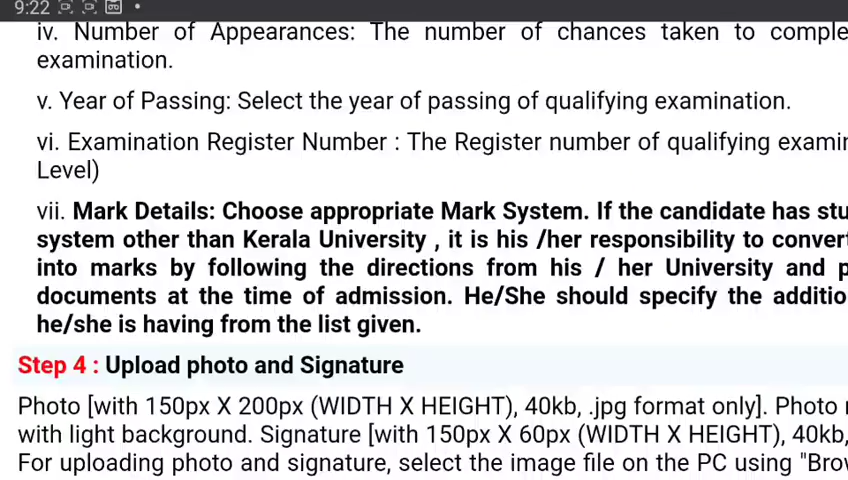 9:22
iv. Number of Appearances: The number of chances taken to comple
examination.
v. Year of Passing: Select the year of passing of qualifying examination.
vi. Examination Register Number : The Register number of qualifying examin
Level)
vii. Mark Details: Choose appropriate Mark System. If the candidate has stu
system other than Kerala University , it is his /her responsibility to convert
into marks by following the directions from his / her University and p
documents at the time of admission. He/She should specify the additio
he/she is having from the list given.
Step 4 : Upload photo and Signature
Photo [with 150px X 200px (WIDTH X HEIGHT), 40kb, .jpg format only]. Photo
with light background. Signature [with 150px X 60px (WIDTH X HEIGHT), 40kb,
For uploading photo and signature, select the image file on the PC using "Brow